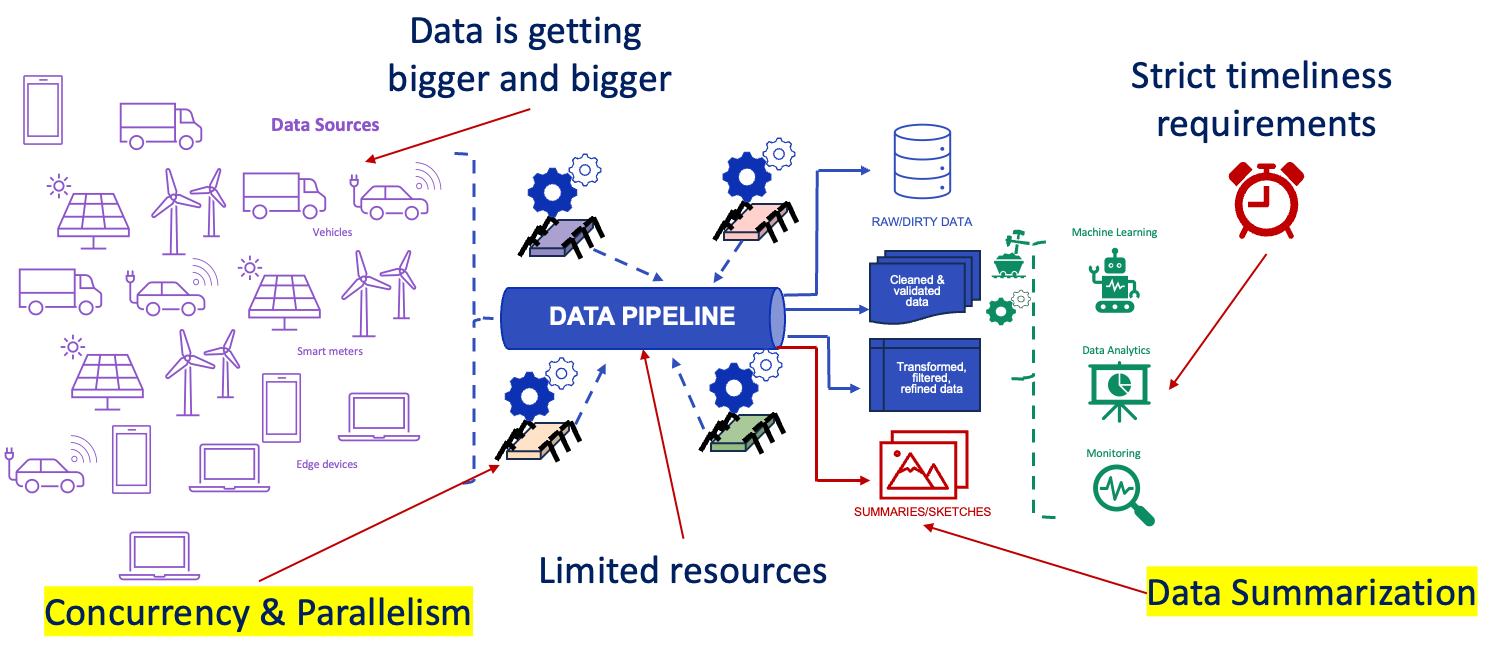 Data is getting
bigger and bigger
Strict timeliness
requirements
Data Sources
Vehicles
Smart meters
Edge devices
DATA PIPELINE
RAW/DIRTY DATA
Cleaned &
validated
data
Transformed,
filtered,
refined data
SUMMARIES/SKETCHES
Machine Learning
Data Analytics
Monitoring
Limited resources
Concurrency & Parallelism
Data Summarization